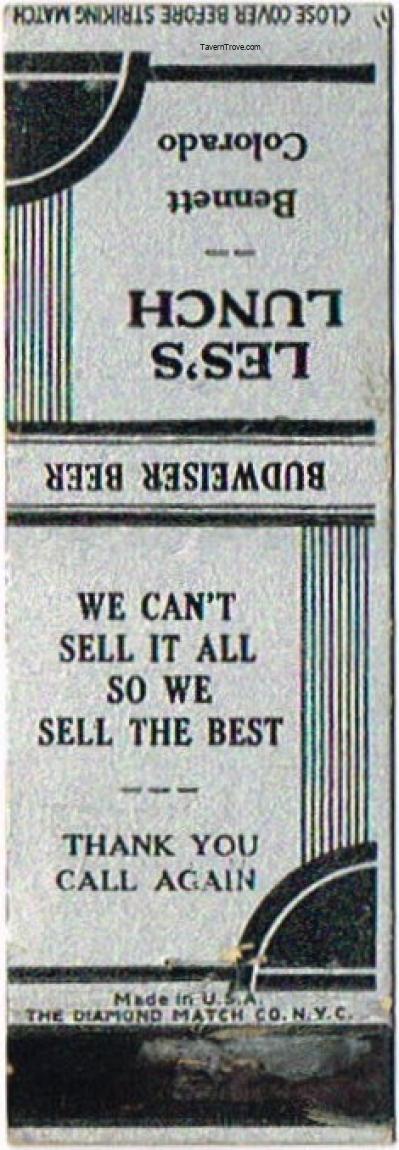 CLOSE COVER BEFORE STRIKING MATCH
TavernTrove.com
LES'S
LUNCH
Bennett
Colorado
BUDWEISER BEER
WE CAN'T
SELL IT ALL
SO WE
SELL THE BEST
THANK YOU
CALL AGAIN
Made in U.S.A.
THE DIAMOND MATCH CO. N.Y.C.